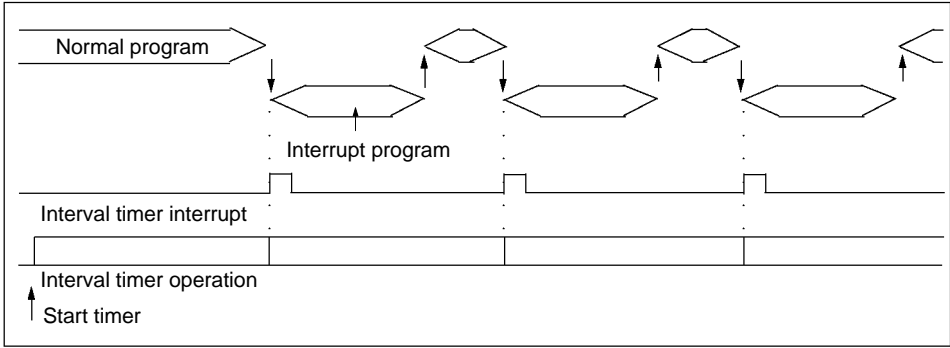 Normal program
Interrupt program
Interval timer interrupt
Interval timer operation
Start timer